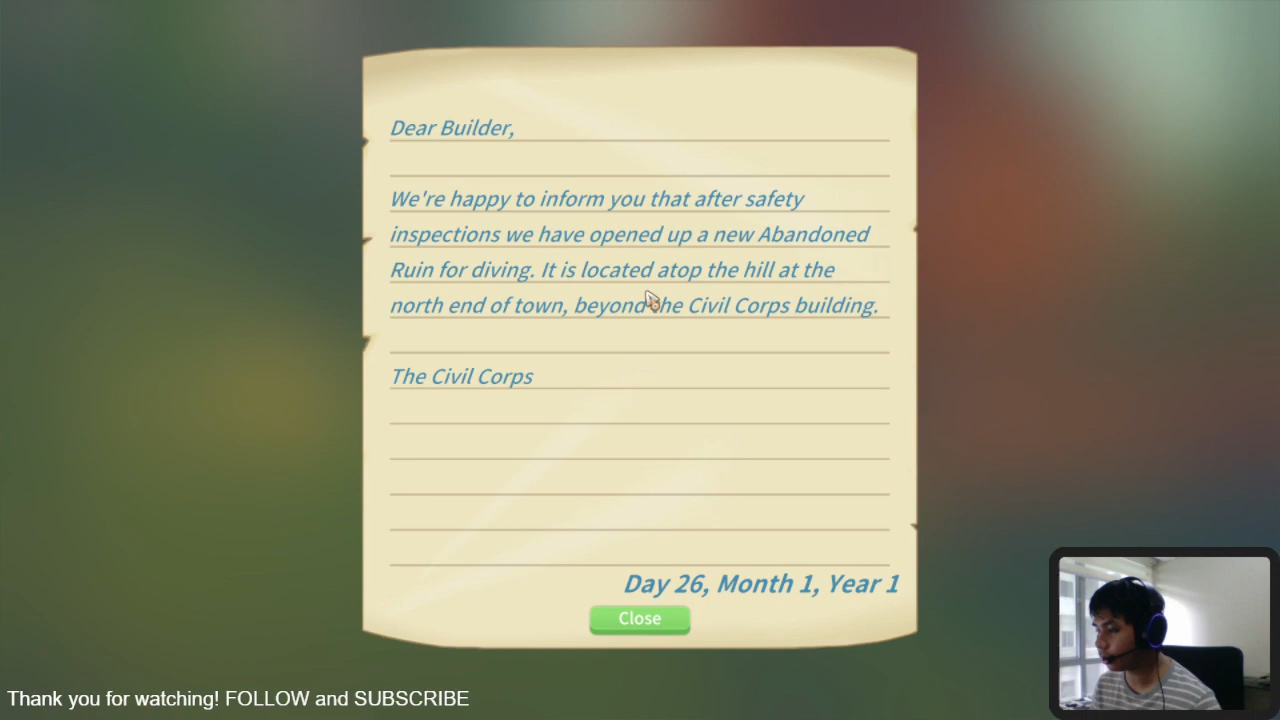 Dear Builder,
We're happy to inform you that after safety
inspections we have opened up a new Abandoned
Ruin for diving. It is located atop the hill at the
north end of town, beyond the Civil Corps building.
The Civil Corps
Day 26, Month 1, Year 1
Close
Thank you for watching! FOLLOW and SUBSCRIBE